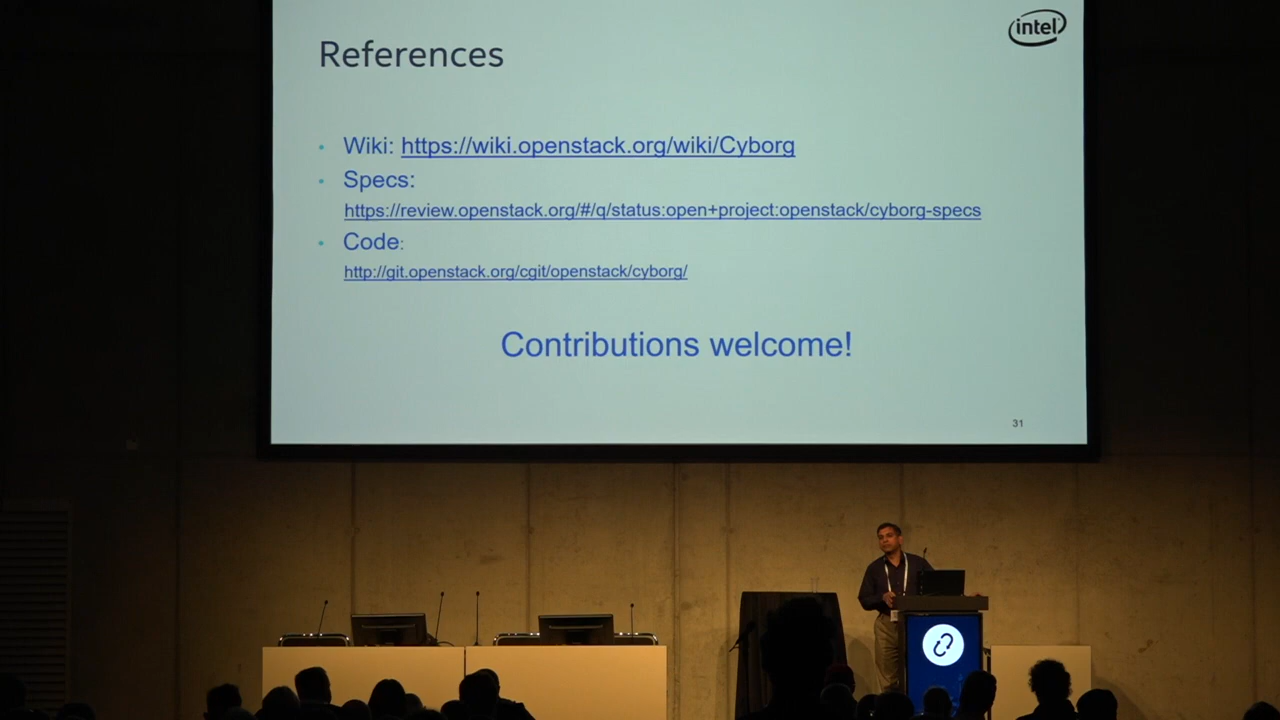 intel
References
• Wiki: https://wiki.openstack.org/wiki/Cyborg
• Specs:
https://review.openstack.org/#/q/status:open+project:openstack/cyborg-specs
• Code:
http://git.openstack.org/cgit/openstack/cyborg/
Contributions welcome!
31